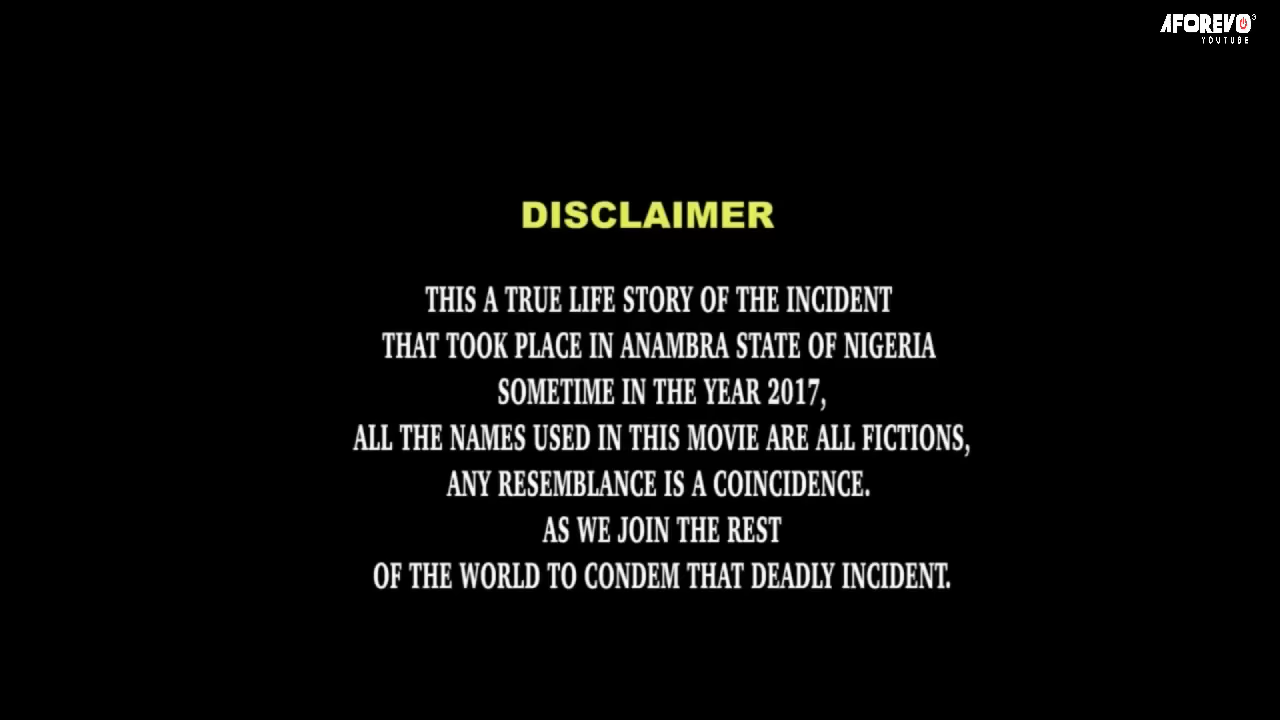 AFOREVO³
YOUTUBE
DISCLAIMER
THIS A TRUE LIFE STORY OF THE INCIDENT
THAT TOOK PLACE IN ANAMBRA STATE OF NIGERIA
SOMETIME IN THE YEAR 2017,
ALL THE NAMES USED IN THIS MOVIE ARE ALL FICTIONS,
ANY RESEMBLANCE IS A COINCIDENCE.
AS WE JOIN THE REST
OF THE WORLD TO CONDEM THAT DEADLY INCIDENT.